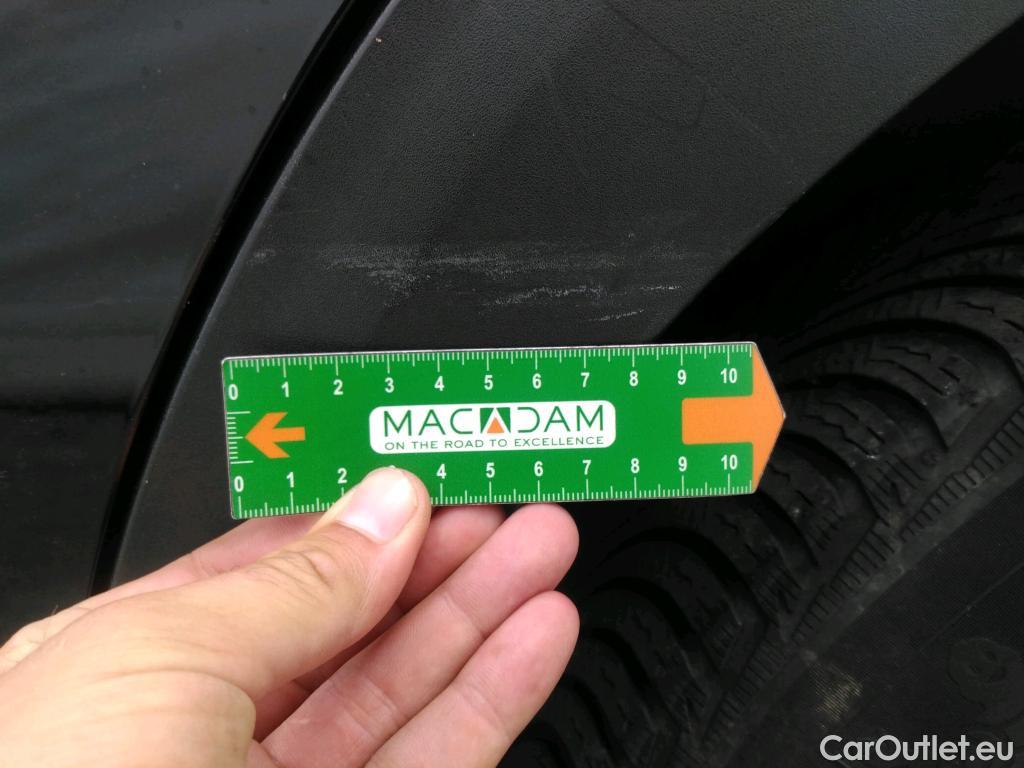 0 1 2 3 4 5 6 7 8 9 10
MACADAM
ON THE ROAD TO EXCELLENCE
0 1 2 4 5 6 7 8 9 10
CarOutlet.eu